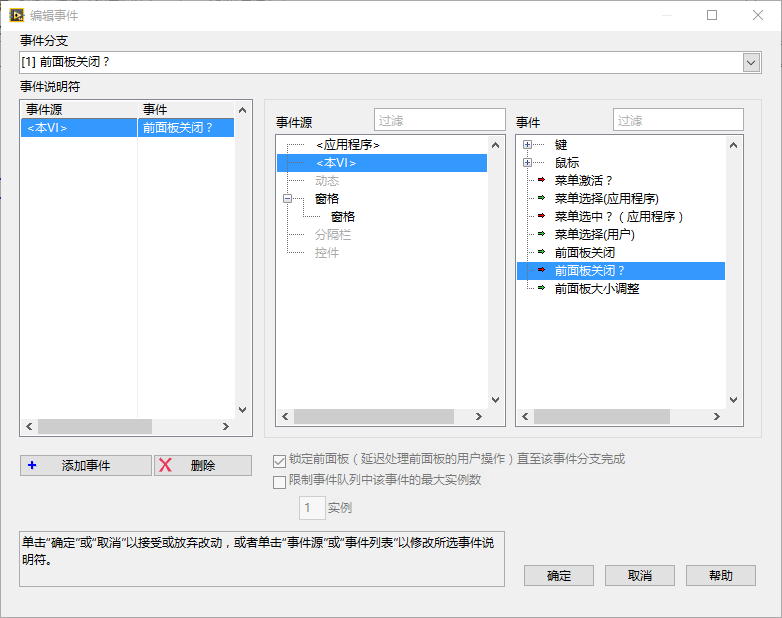 编辑事件
事件分支
[1] 前面板关闭？
事件说明符
事件源 事件
<本VI> 前面板关闭？
事件源 过滤
<应用程序>
<本VI>
动态
窗格
窗格
分隔栏
控件
事件 过滤
键
鼠标
菜单激活？
菜单选择(应用程序)
菜单选中？（应用程序）
菜单选择(用户)
前面板关闭
前面板关闭？
前面板大小调整
添加事件 删除
锁定前面板（延迟处理前面板的用户操作）直至该事件分支完成
限制事件队列中该事件的最大实例数
1 实例
单击“确定”或“取消”以接受或放弃改动，或者单击“事件源”或“事件列表”以修改所选事件说
明符。
确定 取消 帮助